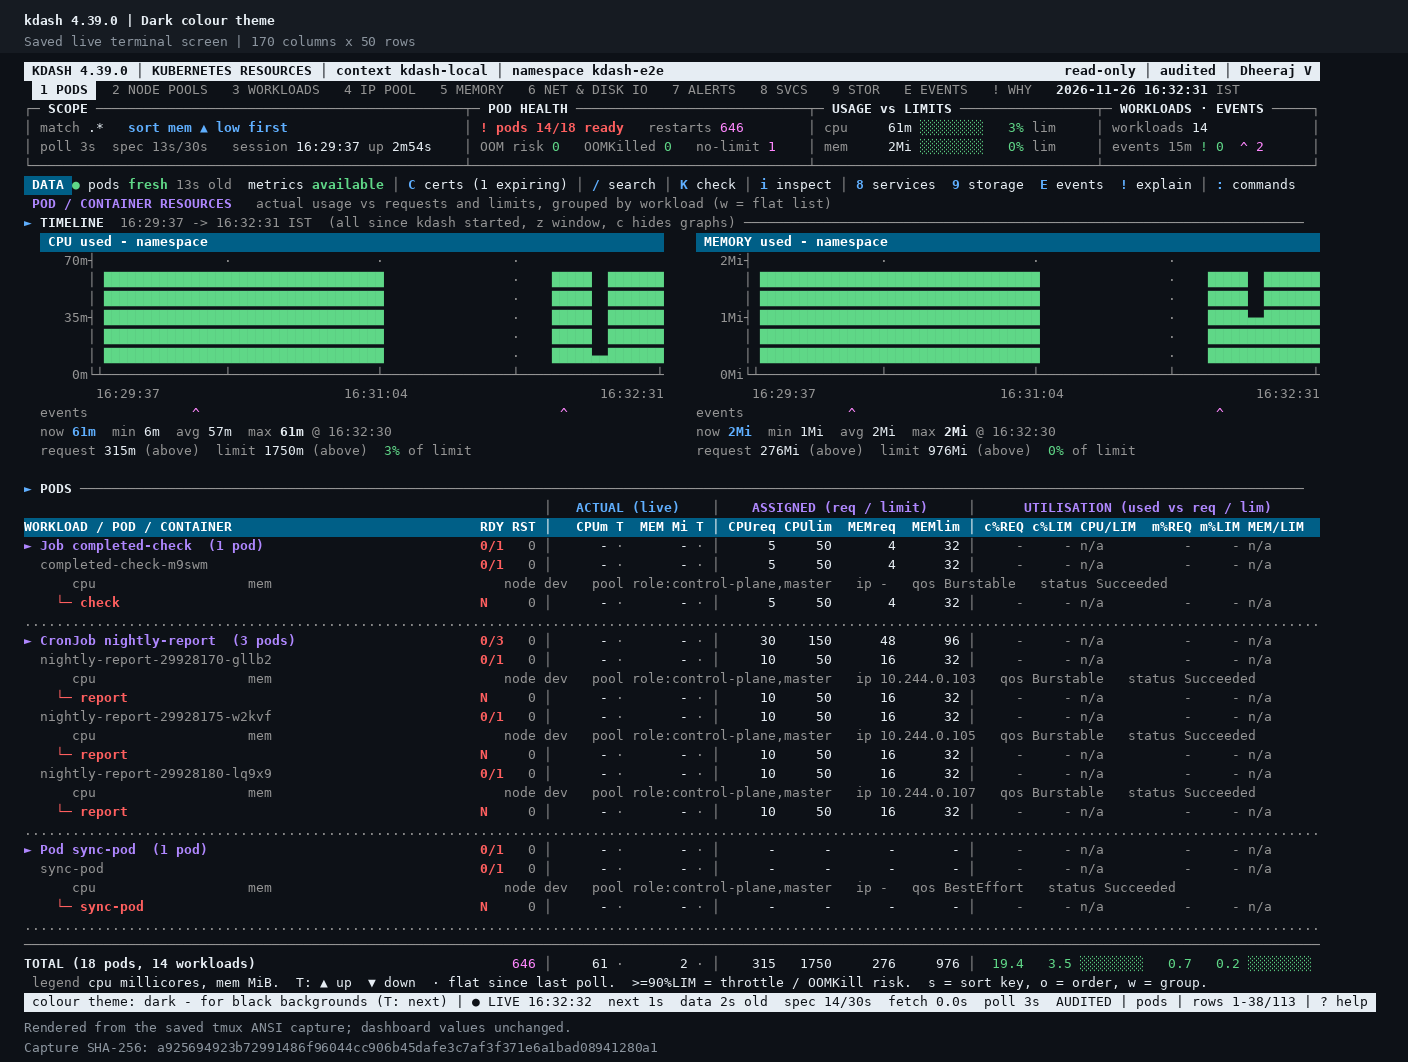 kdash 4.39.0 | Dark colour theme
Saved live terminal screen | 170 columns x 50 rows
KDASH 4.39.0 │ KUBERNETES RESOURCES │ context kdash-local │ namespace kdash-e2e read-only │ audited │ Dheeraj V
1 PODS 2 NODE POOLS 3 WORKLOADS 4 IP POOL 5 MEMORY 6 NET & DISK IO 7 ALERTS 8 SVCS 9 STOR E EVENTS ! WHY 2026-11-26 16:32:31 IST
SCOPE POD HEALTH USAGE vs LIMITS WORKLOADS · EVENTS
│ match .* sort mem ▲ low first │ ! pods 14/18 ready restarts 646 │ cpu 61m ░░░░░░░░ 3% lim │ workloads 14 │
│ poll 3s spec 13s/30s session 16:29:37 up 2m54s │ OOM risk 0 OOMKilled 0 no-limit 1 │ mem 2Mi ░░░░░░░░ 0% lim │ events 15m ! 0 ^ 2 │
DATA ● pods fresh 13s old metrics available │ C certs (1 expiring) │ / search │ K check │ i inspect │ 8 services 9 storage E events ! explain │ : commands
POD / CONTAINER RESOURCES actual usage vs requests and limits, grouped by workload (w = flat list)
► TIMELINE 16:29:37 -> 16:32:31 IST (all since kdash started, z window, c hides graphs)
CPU used - namespace MEMORY used - namespace
70m 2Mi
35m 1Mi
0m 0Mi
16:29:37 16:31:04 16:32:31 16:29:37 16:31:04 16:32:31
events ^ ^ events ^ ^
now 61m min 6m avg 57m max 61m @ 16:32:30 now 2Mi min 1Mi avg 2Mi max 2Mi @ 16:32:30
request 315m (above) limit 1750m (above) 3% of limit request 276Mi (above) limit 976Mi (above) 0% of limit
► PODS
│ ACTUAL (live) │ ASSIGNED (req / limit) │ UTILISATION (used vs req / lim)
WORKLOAD / POD / CONTAINER RDY RST │ CPUm T MEM Mi T │ CPUreq CPUlim MEMreq MEMlim │ c%REQ c%LIM CPU/LIM m%REQ m%LIM MEM/LIM
► Job completed-check (1 pod) 0/1 0 │ - · - · │ 5 50 4 32 │ - - n/a - - n/a
completed-check-m9swm 0/1 0 │ - · - · │ 5 50 4 32 │ - - n/a - - n/a
cpu mem node dev pool role:control-plane,master ip - qos Burstable status Succeeded
└─ check N 0 │ - · - · │ 5 50 4 32 │ - - n/a - - n/a
► CronJob nightly-report (3 pods) 0/3 0 │ - · - · │ 30 150 48 96 │ - - n/a - - n/a
nightly-report-29928170-gllb2 0/1 0 │ - · - · │ 10 50 16 32 │ - - n/a - - n/a
cpu mem node dev pool role:control-plane,master ip 10.244.0.103 qos Burstable status Succeeded
└─ report N 0 │ - · - · │ 10 50 16 32 │ - - n/a - - n/a
nightly-report-29928175-w2kvf 0/1 0 │ - · - · │ 10 50 16 32 │ - - n/a - - n/a
cpu mem node dev pool role:control-plane,master ip 10.244.0.105 qos Burstable status Succeeded
└─ report N 0 │ - · - · │ 10 50 16 32 │ - - n/a - - n/a
nightly-report-29928180-lq9x9 0/1 0 │ - · - · │ 10 50 16 32 │ - - n/a - - n/a
cpu mem node dev pool role:control-plane,master ip 10.244.0.107 qos Burstable status Succeeded
└─ report N 0 │ - · - · │ 10 50 16 32 │ - - n/a - - n/a
► Pod sync-pod (1 pod) 0/1 0 │ - · - · │ - - - - │ - - n/a - - n/a
sync-pod 0/1 0 │ - · - · │ - - - - │ - - n/a - - n/a
cpu mem node dev pool role:control-plane,master ip - qos BestEffort status Succeeded
└─ sync-pod N 0 │ - · - · │ - - - - │ - - n/a - - n/a
TOTAL (18 pods, 14 workloads) 646 │ 61 · 2 · │ 315 1750 276 976 │ 19.4 3.5 ░░░░░░░░ 0.7 0.2 ░░░░░░░░
legend cpu millicores, mem MiB. T: ▲ up ▼ down · flat since last poll. >=90%LIM = throttle / OOMKill risk. s = sort key, o = order, w = group.
colour theme: dark - for black backgrounds (T: next) | ● LIVE 16:32:32 next 1s data 2s old spec 14/30s fetch 0.0s poll 3s AUDITED | pods | rows 1-38/113 | ? help
Rendered from the saved tmux ANSI capture; dashboard values unchanged.
Capture SHA-256: a925694923b72991486f96044cc906b45dafe3c7af3f371e6a1bad08941280a1